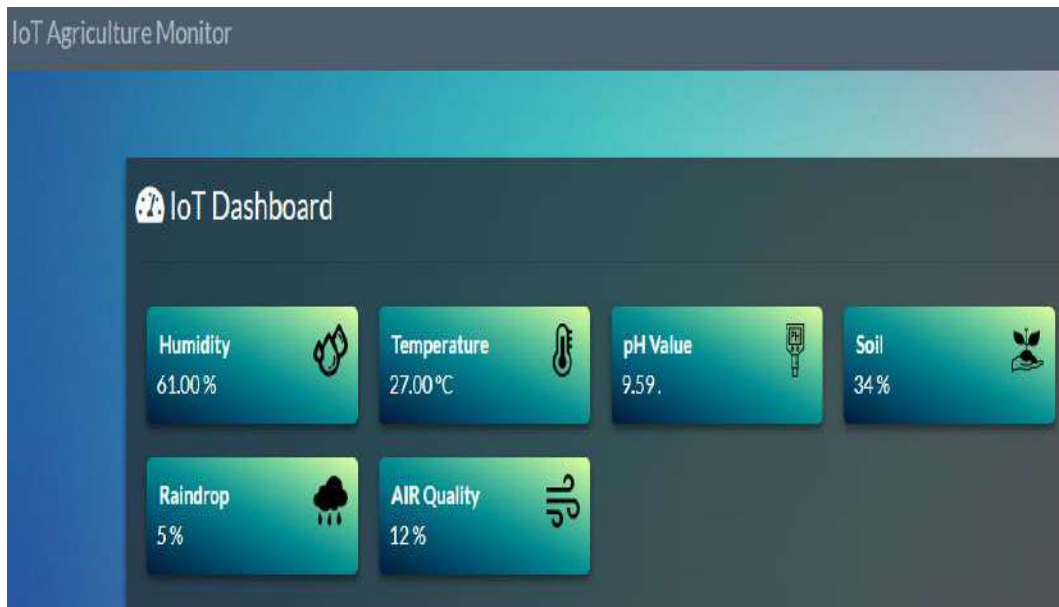 IoT Agriculture Monitor
IoT Dashboard
Humidity
61.00 %
Temperature
27.00 °C
pH Value
9.59 .
Soil
34 %
Raindrop
5 %
AIR Quality
12 %
PH